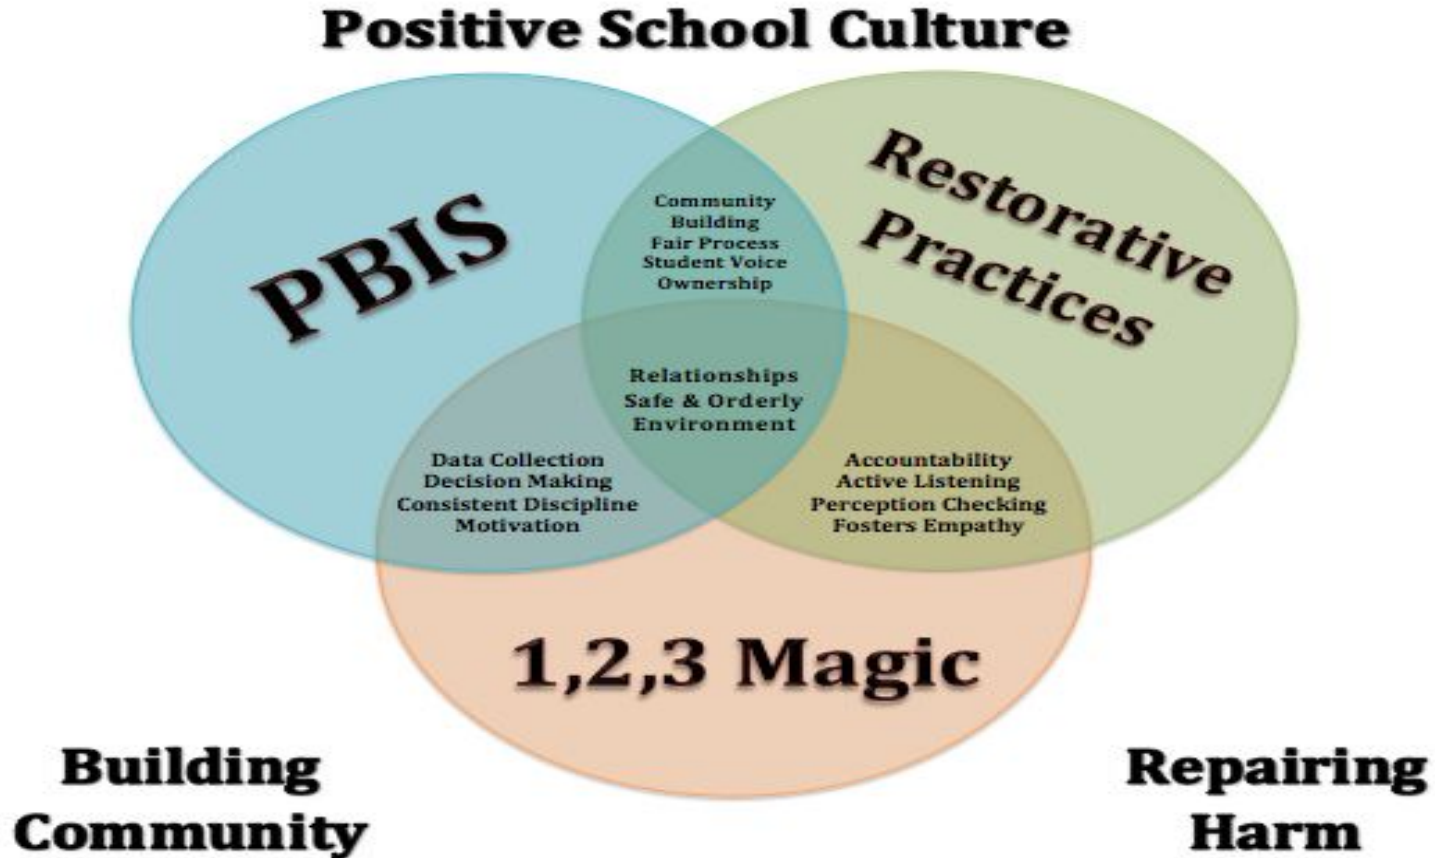 Positive School Culture
PBIS
Restorative
Practices
Community
Building
Fair Process
Student Voice
Ownership
Relationships
Safe & Orderly
Environment
Data Collection
Decision Making
Consistent Discipline
Motivation
Accountability
Active Listening
Perception Checking
Fosters Empathy
1,2,3 Magic
Building
Community
Repairing
Harm